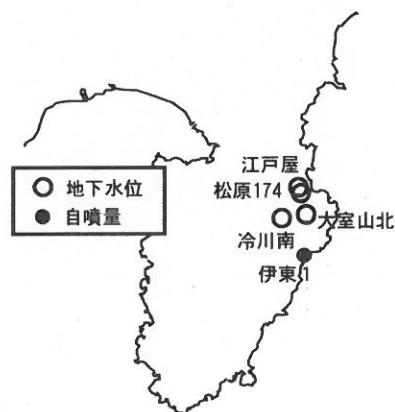 江戸屋
地下水位
松原174
自噴量
大室山北
冷川南
伊東1